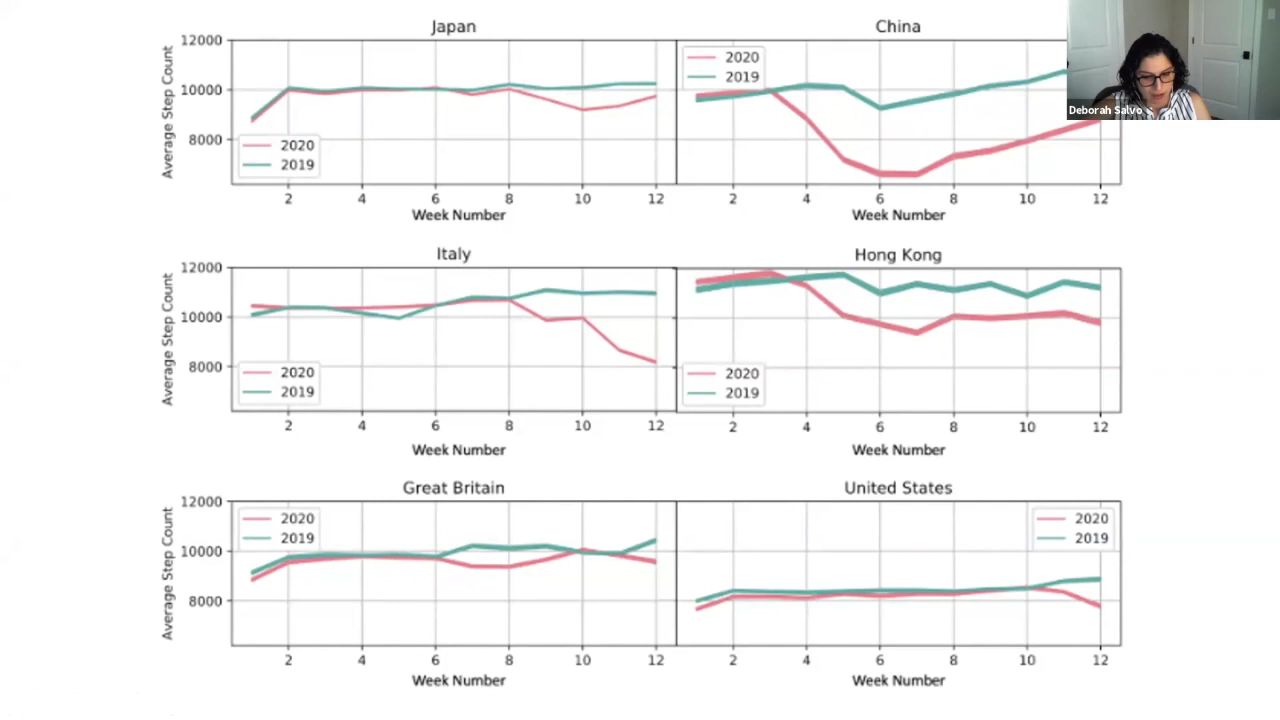 Japan
12000
10000
8000
Average Step Count
2020
2019
2 4 6 8 10 12
Week Number
China
2020
2019
2 4 6 8 10 12
Week Number
Deborah Salvo
Italy
12000
10000
8000
Average Step Count
2020
2019
2 4 6 8 10 12
Week Number
Hong Kong
2020
2019
2 4 6 8 10 12
Week Number
Great Britain
12000
10000
8000
Average Step Count
2020
2019
2 4 6 8 10 12
Week Number
United States
2020
2019
2 4 6 8 10 12
Week Number